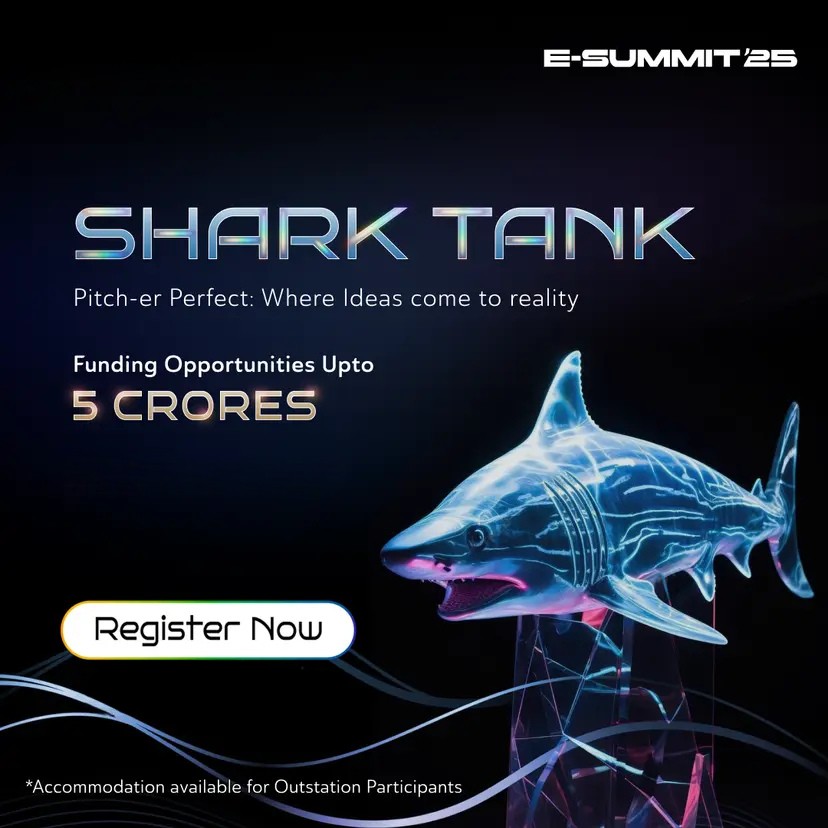 E-SUMMIT'25
SHARK TANK
Pitch-er Perfect: Where Ideas come to reality
Funding Opportunities Upto
5 CRORES
Register Now
*Accommodation available for Outstation Participants